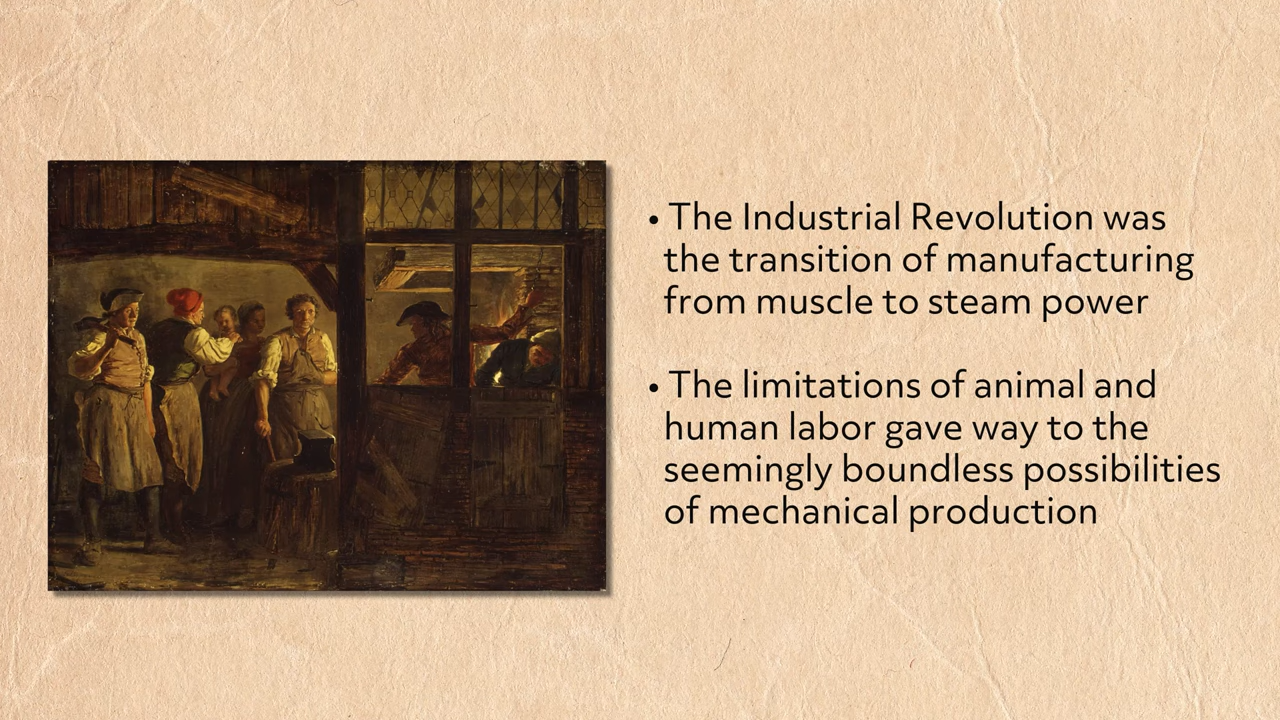 • The Industrial Revolution was
the transition of manufacturing
from muscle to steam power
• The limitations of animal and
human labor gave way to the
seemingly boundless possibilities
of mechanical production